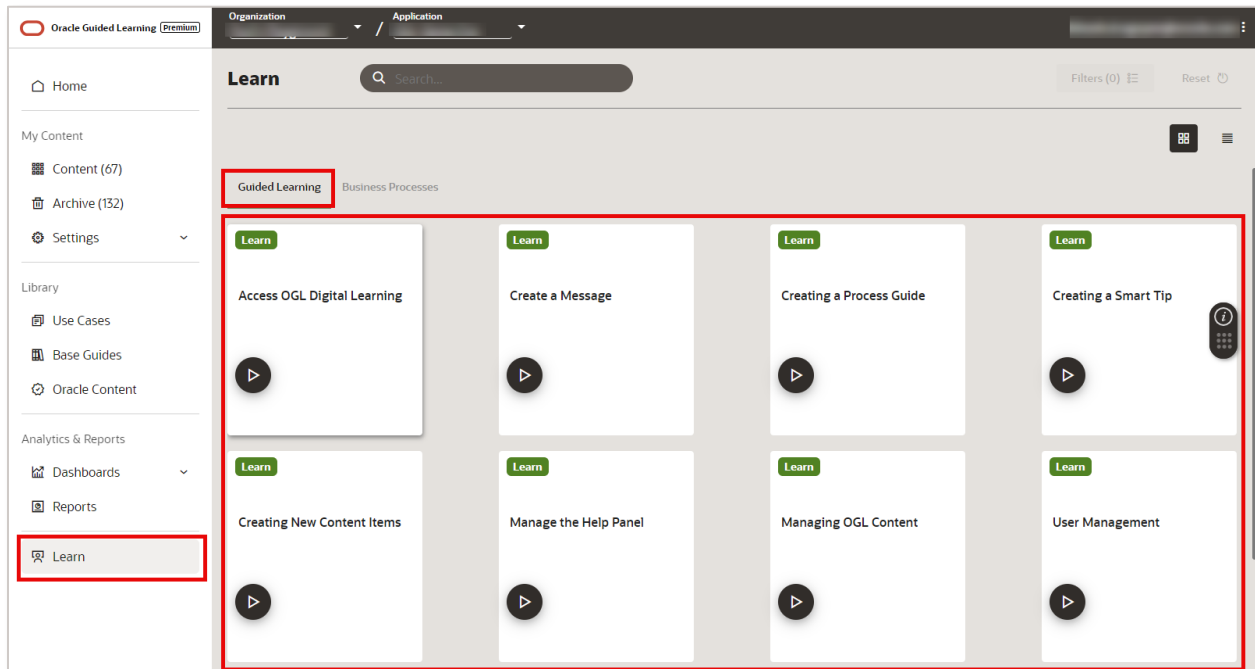 Oracle Guided Learning Premium
Organization
/
Application
Home
My Content
Content (67)
Archive (132)
Settings
Library
Use Cases
Base Guides
Oracle Content
Analytics & Reports
Dashboards
Reports
Learn
Learn
Search...
Filters (0)
Reset
Guided Learning
Business Processes
Learn
Access OGL Digital Learning
Learn
Create a Message
Learn
Creating a Process Guide
Learn
Creating a Smart Tip
Learn
Creating New Content Items
Learn
Manage the Help Panel
Learn
Managing OGL Content
Learn
User Management